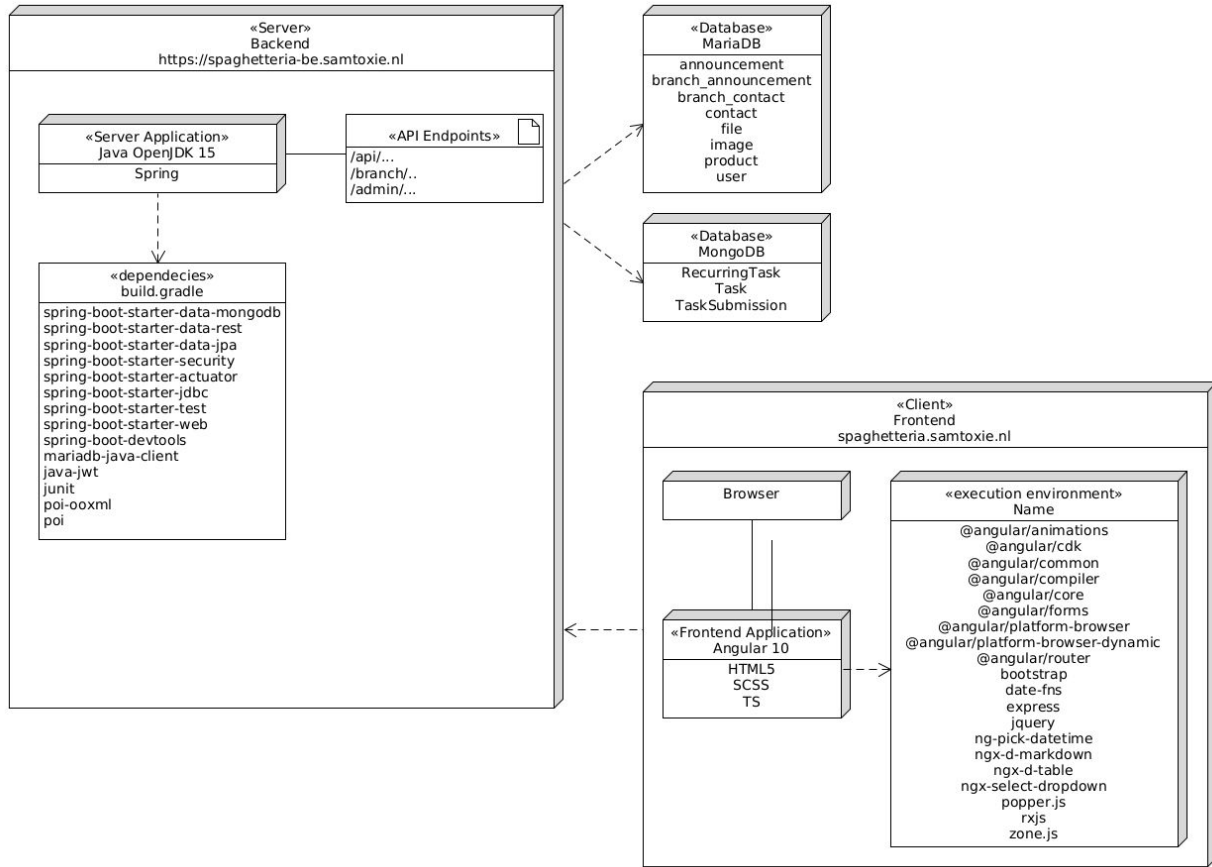 «Server»
Backend
https://spaghetteria-be.samtoxie.nl
«Server Application»
Java OpenJDK 15
Spring
«API Endpoints»
/api/...
/branch/..
/admin/...
«dependecies»
build.gradle
spring-boot-starter-data-mongodb
spring-boot-starter-data-rest
spring-boot-starter-data-jpa
spring-boot-starter-security
spring-boot-starter-actuator
spring-boot-starter-jdbc
spring-boot-starter-test
spring-boot-starter-web
spring-boot-devtools
mariadb-java-client
java-jwt
junit
poi-ooxml
poi
«Database»
MariaDB
announcement
branch_announcement
branch_contact
contact
file
image
product
user
«Database»
MongoDB
RecurringTask
Task
TaskSubmission
«Client»
Frontend
spaghetteria.samtoxie.nl
Browser
«Frontend Application»
Angular 10
HTML5
SCSS
TS
«execution environment»
Name
@angular/animations
@angular/cdk
@angular/common
@angular/compiler
@angular/core
@angular/forms
@angular/platform-browser
@angular/platform-browser-dynamic
@angular/router
bootstrap
date-fns
express
jquery
ng-pick-datetime
ngx-d-markdown
ngx-d-table
ngx-select-dropdown
popper.js
rxjs
zone.js